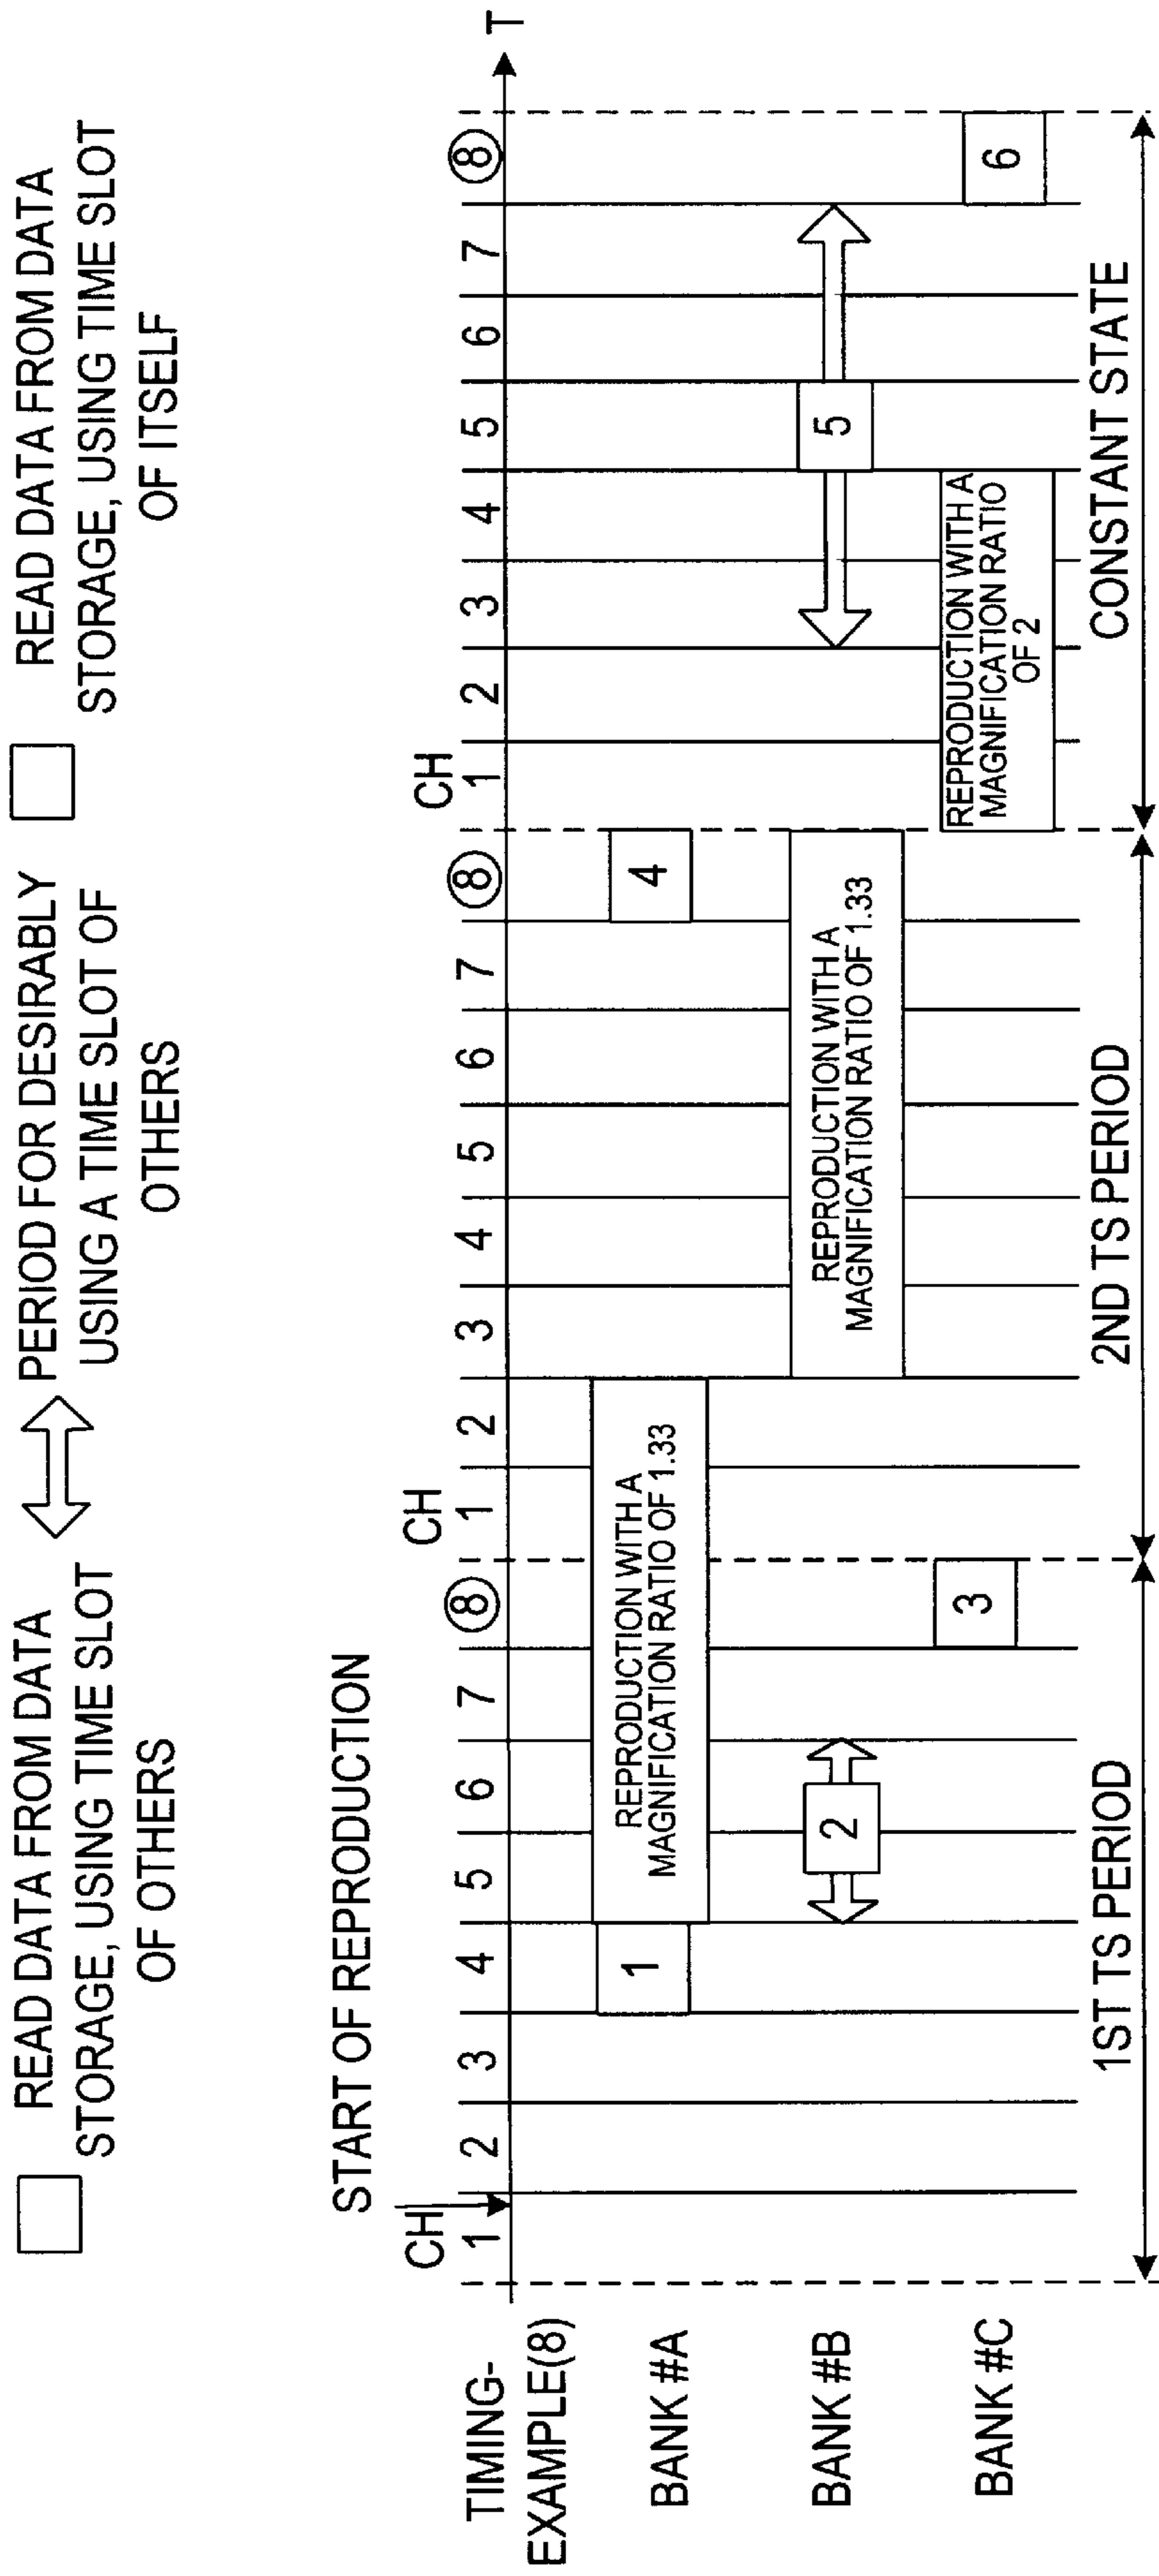 READ DATA FROM DATA
STORAGE, USING TIME SLOT
OF OTHERS
PERIOD FOR DESIRABLY
USING A TIME SLOT OF
OTHERS
READ DATA FROM DATA
STORAGE, USING TIME SLOT
OF ITSELF
START OF REPRODUCTION
CH CH CH
TIMING-
EXAMPLE(8)
1 2 3 4 5 6 7 8 1 2 3 4 5 6 7 8 1 2 3 4 5 6 7 8 T
BANK #A
1
REPRODUCTION WITH A
MAGNIFICATION RATIO OF 1.33
4
BANK #B
2
REPRODUCTION WITH A
MAGNIFICATION RATIO OF 1.33
5
BANK #C
3
REPRODUCTION WITH A
MAGNIFICATION RATIO
OF 2
6
1ST TS PERIOD
2ND TS PERIOD
CONSTANT STATE